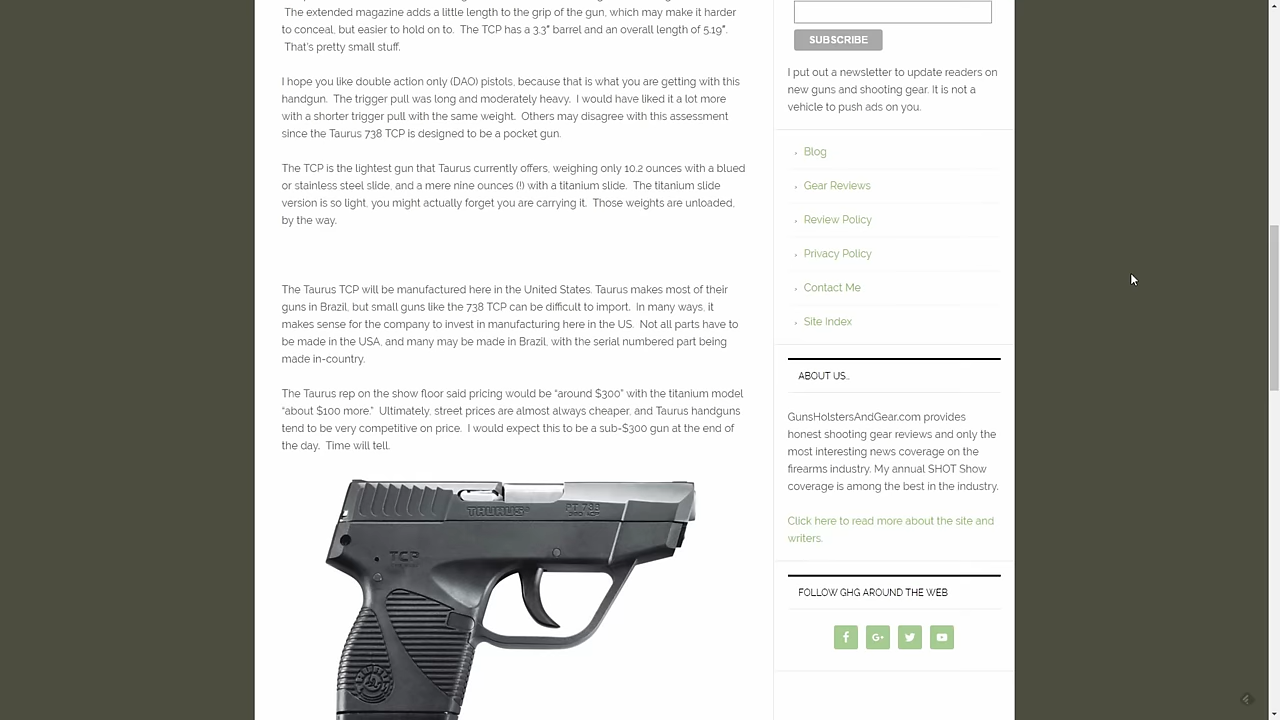 The extended magazine adds a little length to the grip of the gun, which may make it harder
to conceal, but easier to hold on to.  The TCP has a 3.3" barrel and an overall length of 5.19".
That's pretty small stuff.
I hope you like double action only (DAO) pistols, because that is what you are getting with this
handgun.  The trigger pull was long and moderately heavy.  I would have liked it a lot more
with a shorter trigger pull with the same weight.  Others may disagree with this assessment
since the Taurus 738 TCP is designed to be a pocket gun.
The TCP is the lightest gun that Taurus currently offers, weighing only 10.2 ounces with a blued
or stainless steel slide, and a mere nine ounces (!) with a titanium slide.  The titanium slide
version is so light, you might actually forget you are carrying it.  Those weights are unloaded,
by the way.
The Taurus TCP will be manufactured here in the United States. Taurus makes most of their
guns in Brazil, but small guns like the 738 TCP can be difficult to import.  In many ways, it
makes sense for the company to invest in manufacturing here in the US.  Not all parts have to
be made in the USA, and many may be made in Brazil, with the serial numbered part being
made in-country.
The Taurus rep on the show floor said pricing would be “around $300” with the titanium model
“about $100 more.”  Ultimately, street prices are almost always cheaper, and Taurus handguns
tend to be very competitive on price.  I would expect this to be a sub-$300 gun at the end of
the day.  Time will tell.
TAURUS
PT 738
TCP
SUBSCRIBE
I put out a newsletter to update readers on
new guns and shooting gear. It is not a
vehicle to push ads on you.
Blog
Gear Reviews
Review Policy
Privacy Policy
Contact Me
Site Index
ABOUT US…
GunsHolstersAndGear.com provides
honest shooting gear reviews and only the
most interesting news coverage on the
firearms industry. My annual SHOT Show
coverage is among the best in the industry.
Click here to read more about the site and
writers.
FOLLOW GHG AROUND THE WEB